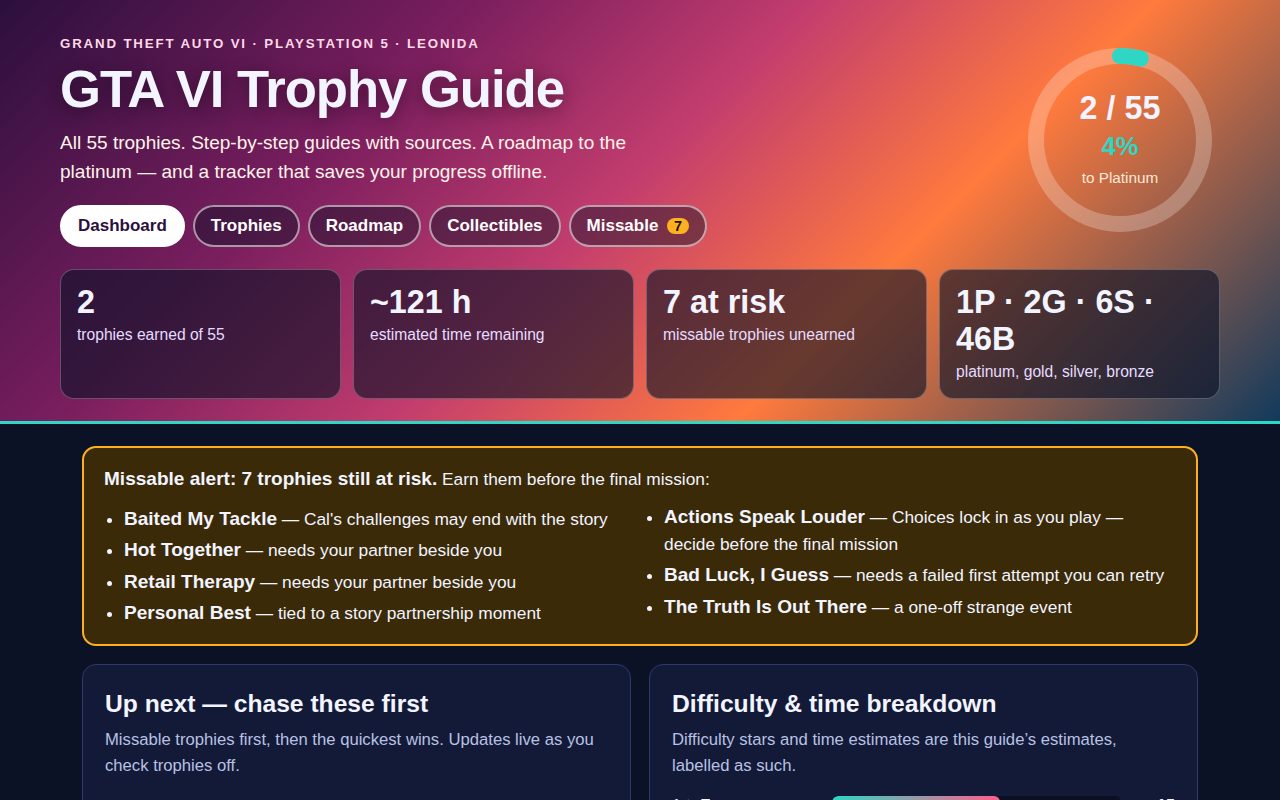 GRAND THEFT AUTO VI · PLAYSTATION 5 · LEONIDA
GTA VI Trophy Guide
All 55 trophies. Step-by-step guides with sources. A roadmap to the
platinum — and a tracker that saves your progress offline.
2 / 55
4%
to Platinum
Dashboard
Trophies
Roadmap
Collectibles
Missable 7
2
trophies earned of 55
~121 h
estimated time remaining
7 at risk
missable trophies unearned
1P · 2G · 6S ·
46B
platinum, gold, silver, bronze
Missable alert: 7 trophies still at risk. Earn them before the final mission:
• Baited My Tackle — Cal's challenges may end with the story
• Hot Together — needs your partner beside you
• Retail Therapy — needs your partner beside you
• Personal Best — tied to a story partnership moment
• Actions Speak Louder — Choices lock in as you play —
decide before the final mission
• Bad Luck, I Guess — needs a failed first attempt you can retry
• The Truth Is Out There — a one-off strange event
Up next — chase these first
Missable trophies first, then the quickest wins. Updates live as you
check trophies off.
Difficulty & time breakdown
Difficulty stars and time estimates are this guide’s estimates,
labelled as such.